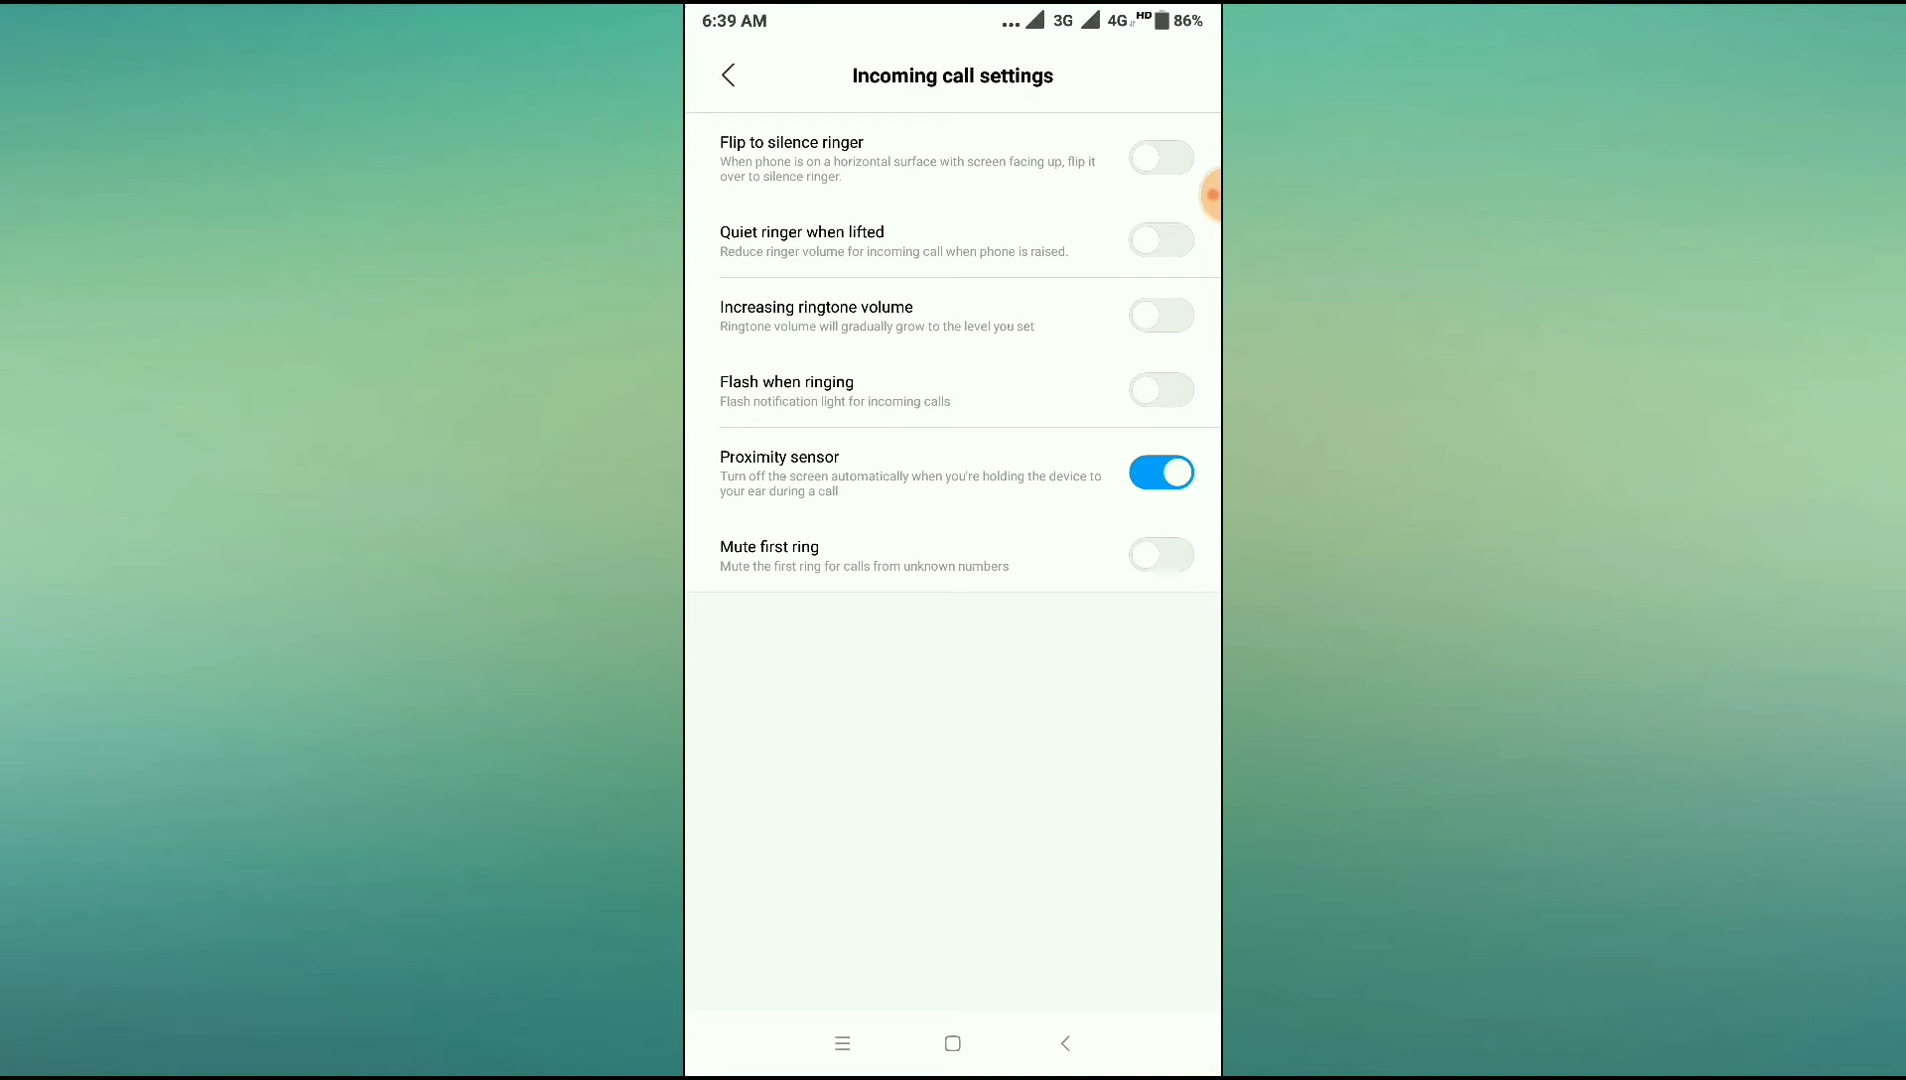 6:39 AM ... 3G 4G HD 86%
Incoming call settings
Flip to silence ringer
When phone is on a horizontal surface with screen facing up, flip it
over to silence ringer.
Quiet ringer when lifted
Reduce ringer volume for incoming call when phone is raised.
Increasing ringtone volume
Ringtone volume will gradually grow to the level you set
Flash when ringing
Flash notification light for incoming calls
Proximity sensor
Turn off the screen automatically when you're holding the device to
your ear during a call
Mute first ring
Mute the first ring for calls from unknown numbers